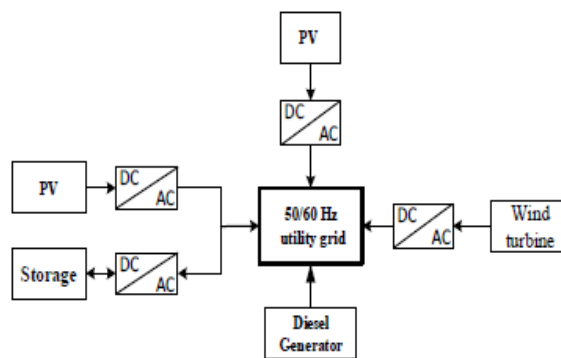 PV
DC
AC
PV
DC
AC
50/60 Hz
utility grid
DC
AC
Wind
turbine
Storage
DC
AC
Diesel
Generator